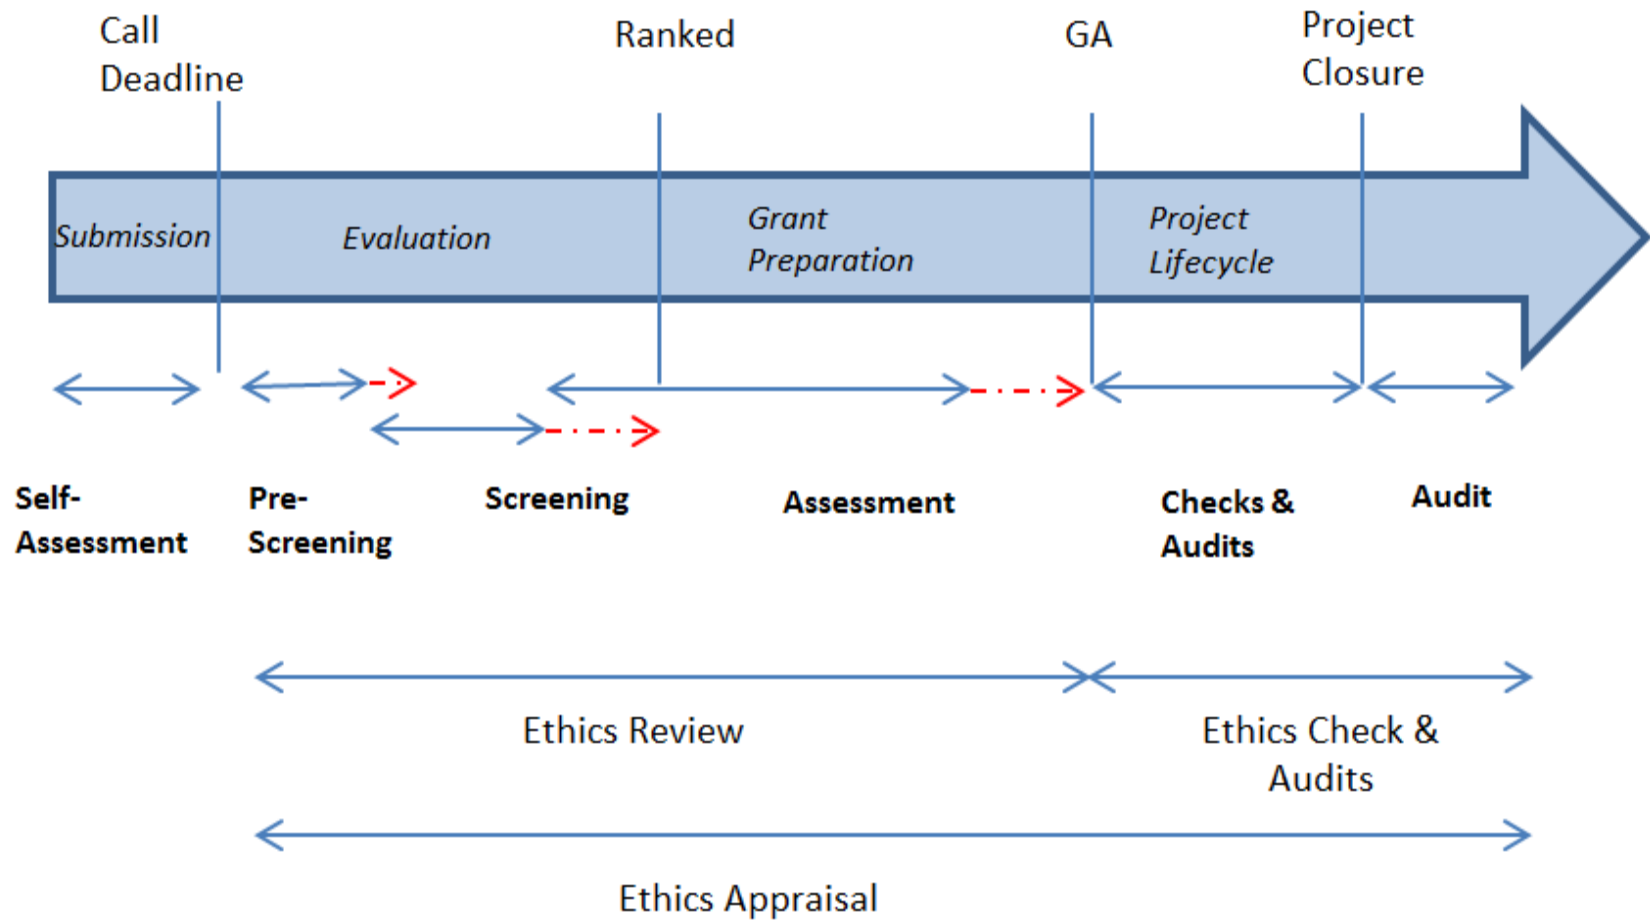 Call
Deadline
Ranked
GA
Project
Closure
Submission
Evaluation
Grant
Preparation
Project
Lifecycle
Self-
Assessment
Pre-
Screening
Screening
Assessment
Checks &
Audits
Audit
Ethics Review
Ethics Check &
Audits
Ethics Appraisal